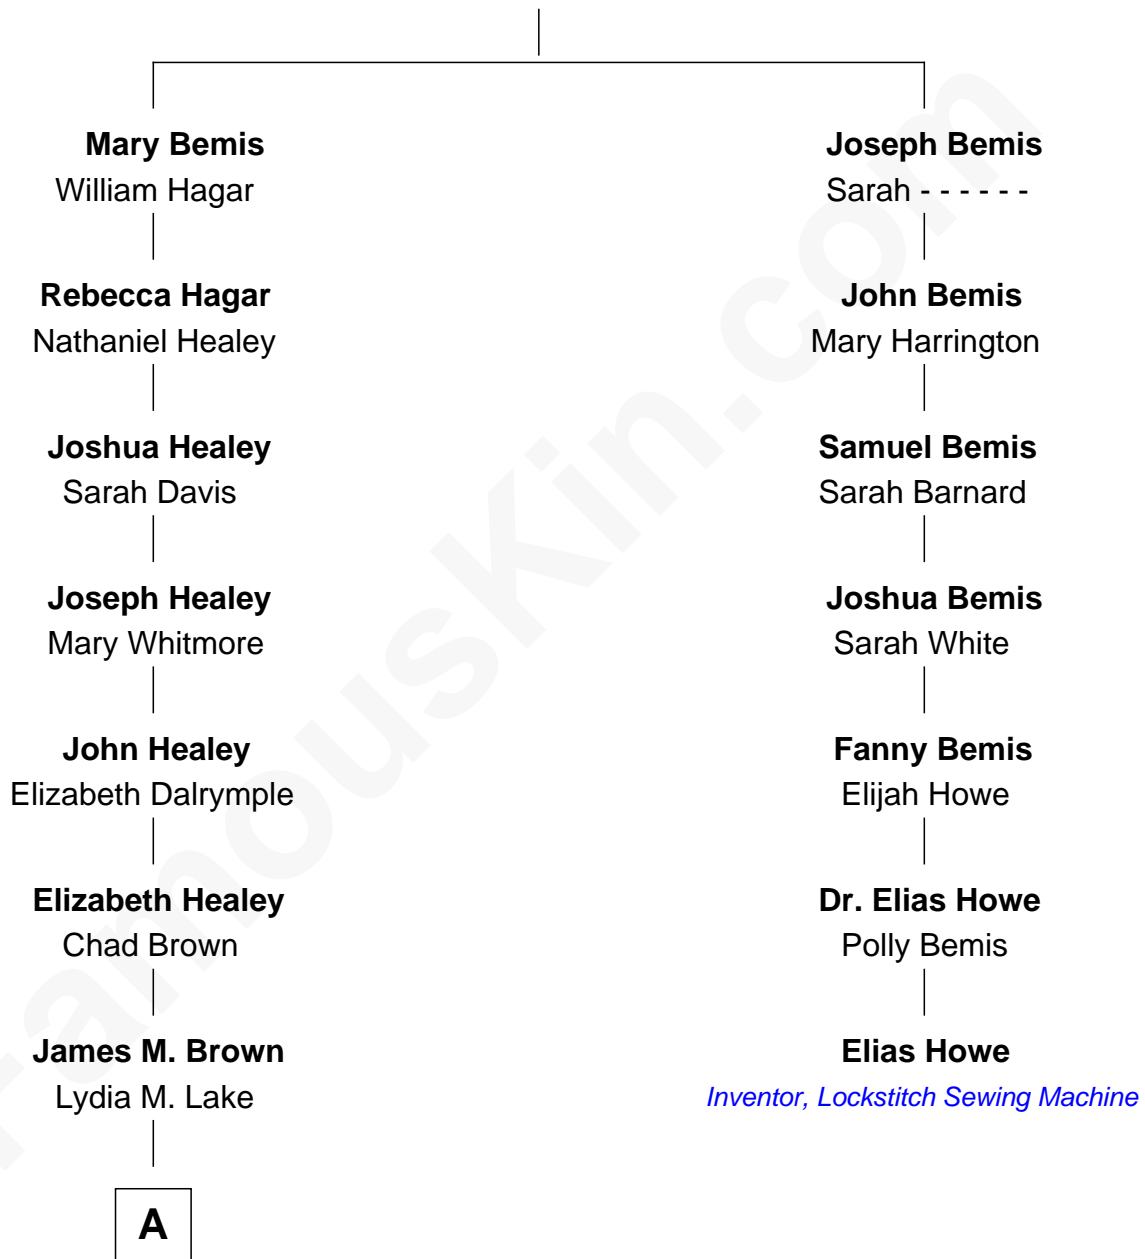 Mary Bemis
William Hagar
Joseph Bemis
Sarah - - - - - -
Rebecca Hagar
Nathaniel Healey
John Bemis
Mary Harrington
Joshua Healey
Sarah Davis
Samuel Bemis
Sarah Barnard
Joseph Healey
Mary Whitmore
Joshua Bemis
Sarah White
John Healey
Elizabeth Dalrymple
Fanny Bemis
Elijah Howe
Elizabeth Healey
Chad Brown
Dr. Elias Howe
Polly Bemis
James M. Brown
Lydia M. Lake
Elias Howe
Inventor, Lockstitch Sewing Machine
A
FamousKin.com